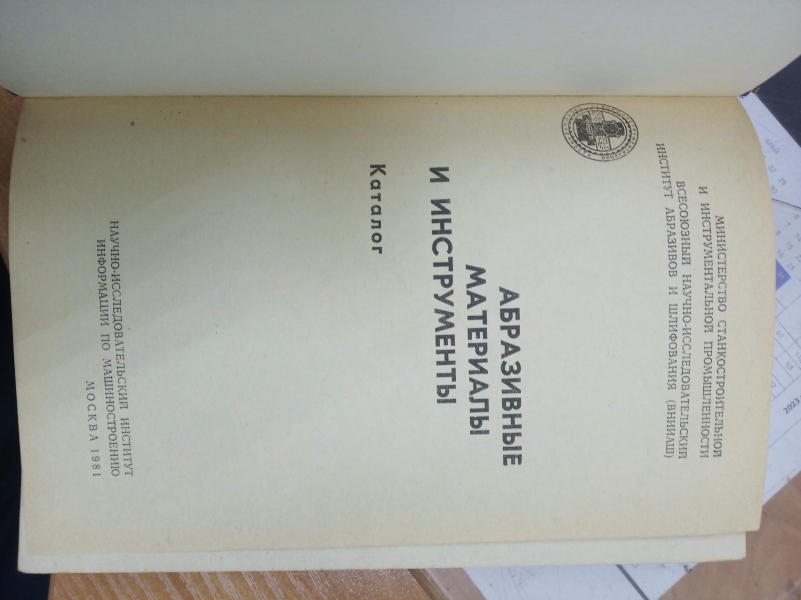 МИНИСТЕРСТВО СТАНКОСТРОИТЕЛЬНОЙ
И ИНСТРУМЕНТАЛЬНОЙ ПРОМЫШЛЕННОСТИ
ВСЕСОЮЗНЫЙ НАУЧНО-ИССЛЕДОВАТЕЛЬСКИЙ
ИНСТИТУТ АБРАЗИВОВ И ШЛИФОВАНИЯ (ВНИИАШ)
АБРАЗИВНЫЕ
МАТЕРИАЛЫ
И ИНСТРУМЕНТЫ
Каталог
НАУЧНО-ИССЛЕДОВАТЕЛЬСКИЙ ИНСТИТУТ
ИНФОРМАЦИИ ПО МАШИНОСТРОЕНИЮ
МОСКВА 1981
2023